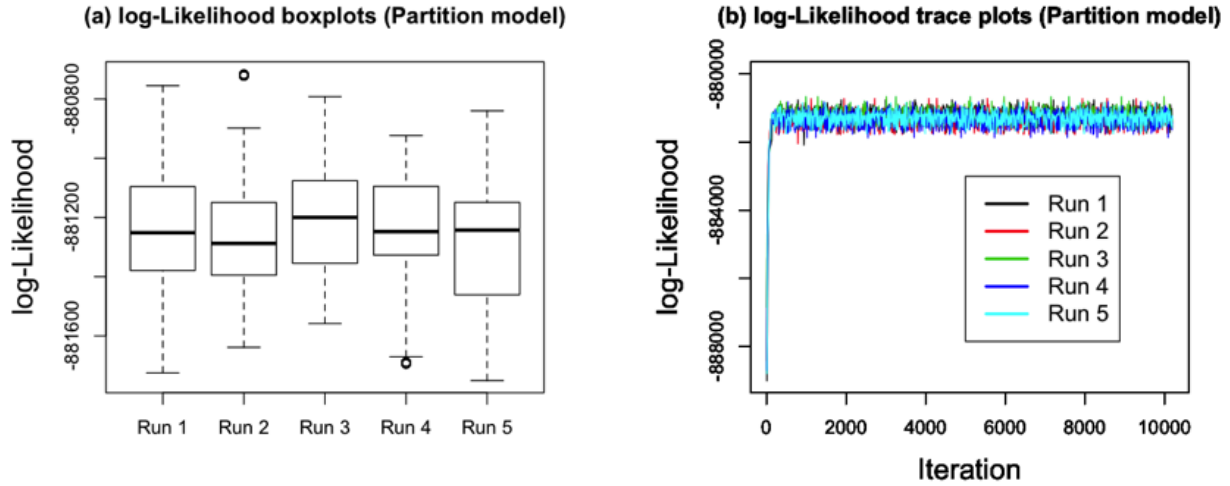 (a) log-Likelihood boxplots (Partition model)
log-Likelihood
-880800
-881200
-881600
Run 1 Run 2 Run 3 Run 4 Run 5
(b) log-Likelihood trace plots (Partition model)
log-Likelihood
-880000
-884000
-888000
Run 1
Run 2
Run 3
Run 4
Run 5
0 2000 4000 6000 8000 10000
Iteration